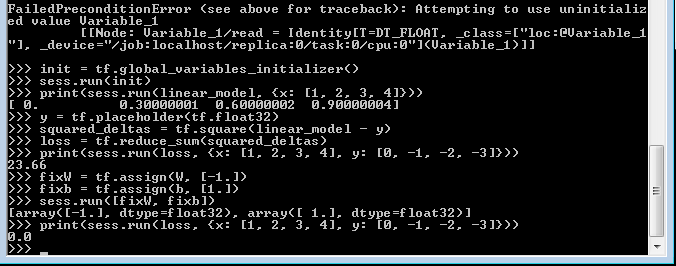 FailedPreconditionError (see above for traceback): Attempting to use uninitializ
ed value Variable_1
[[Node: Variable_1/read = Identity[T=DT_FLOAT, _class=["loc:@Variable_1
"], _device="/job:localhost/replica:0/task:0/cpu:0"](Variable_1)]]
>>> init = tf.global_variables_initializer()
>>> sess.run(init)
>>> print(sess.run(linear_model, {x: [1, 2, 3, 4]}))
[ 0.          0.30000001  0.60000002  0.90000004]
>>> y = tf.placeholder(tf.float32)
>>> squared_deltas = tf.square(linear_model - y)
>>> loss = tf.reduce_sum(squared_deltas)
>>> print(sess.run(loss, {x: [1, 2, 3, 4], y: [0, -1, -2, -3]}))
23.66
>>> fixW = tf.assign(W, [-1.])
>>> fixb = tf.assign(b, [1.])
>>> sess.run([fixW, fixb])
[array([-1.], dtype=float32), array([ 1.], dtype=float32)]
>>> print(sess.run(loss, {x: [1, 2, 3, 4], y: [0, -1, -2, -3]}))
0.0
>>>